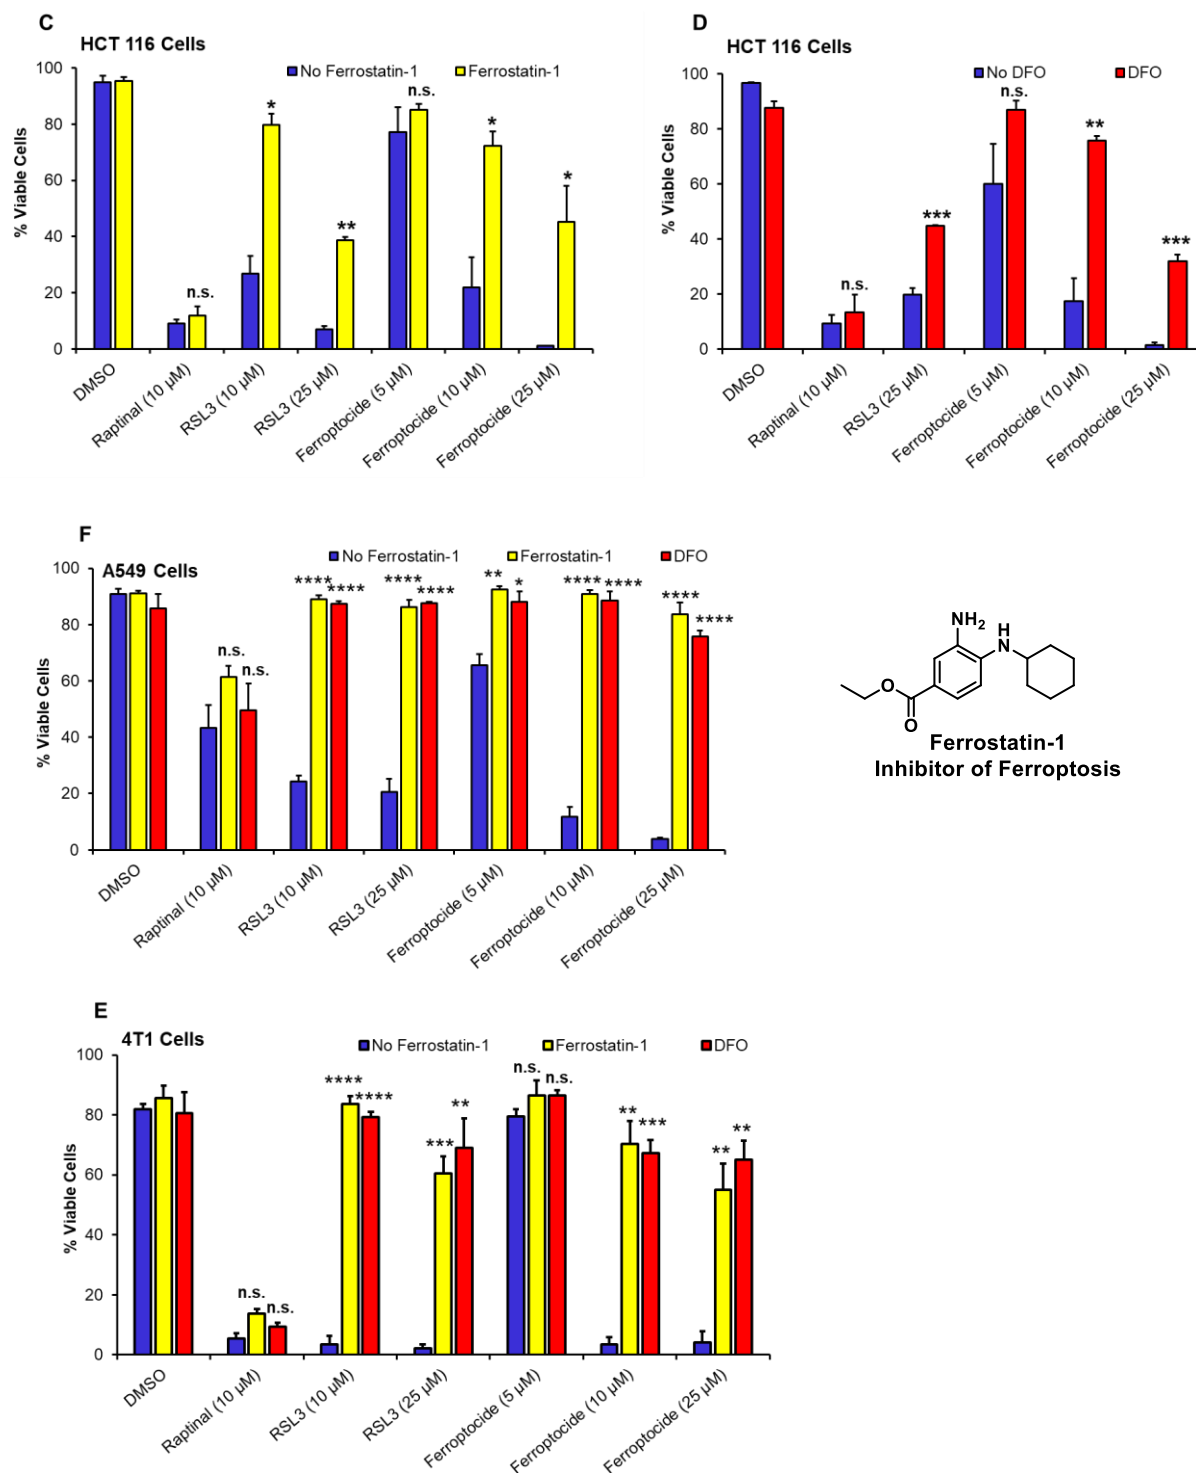 C
HCT 116 Cells
No Ferrostatin-1
Ferrostatin-1
% Viable Cells
100
80
60
40
20
0
n.s.
*
**
n.s.
*
*
DMSO
Raptinal (10 µM)
RSL3 (10 µM)
RSL3 (25 µM)
Ferroptocide (5 µM)
Ferroptocide (10 µM)
Ferroptocide (25 µM)
D
HCT 116 Cells
No DFO
DFO
% Viable Cells
100
80
60
40
20
0
n.s.
***
n.s.
**
***
DMSO
Raptinal (10 µM)
RSL3 (25 µM)
Ferroptocide (5 µM)
Ferroptocide (10 µM)
Ferroptocide (25 µM)
F
A549 Cells
No Ferrostatin-1
Ferrostatin-1
DFO
% Viable Cells
100
80
60
40
20
0
n.s.
n.s.
****
****
****
****
**
*
****
****
****
****
DMSO
Raptinal (10 µM)
RSL3 (10 µM)
RSL3 (25 µM)
Ferroptocide (5 µM)
Ferroptocide (10 µM)
Ferroptocide (25 µM)
NH2
H
N
O
O
Ferrostatin-1
Inhibitor of Ferroptosis
E
4T1 Cells
No Ferrostatin-1
Ferrostatin-1
DFO
% Viable Cells
100
80
60
40
20
0
n.s.
n.s.
****
****
***
**
n.s.
n.s.
**
***
**
**
DMSO
Raptinal (10 µM)
RSL3 (10 µM)
RSL3 (25 µM)
Ferroptocide (5 µM)
Ferroptocide (10 µM)
Ferroptocide (25 µM)